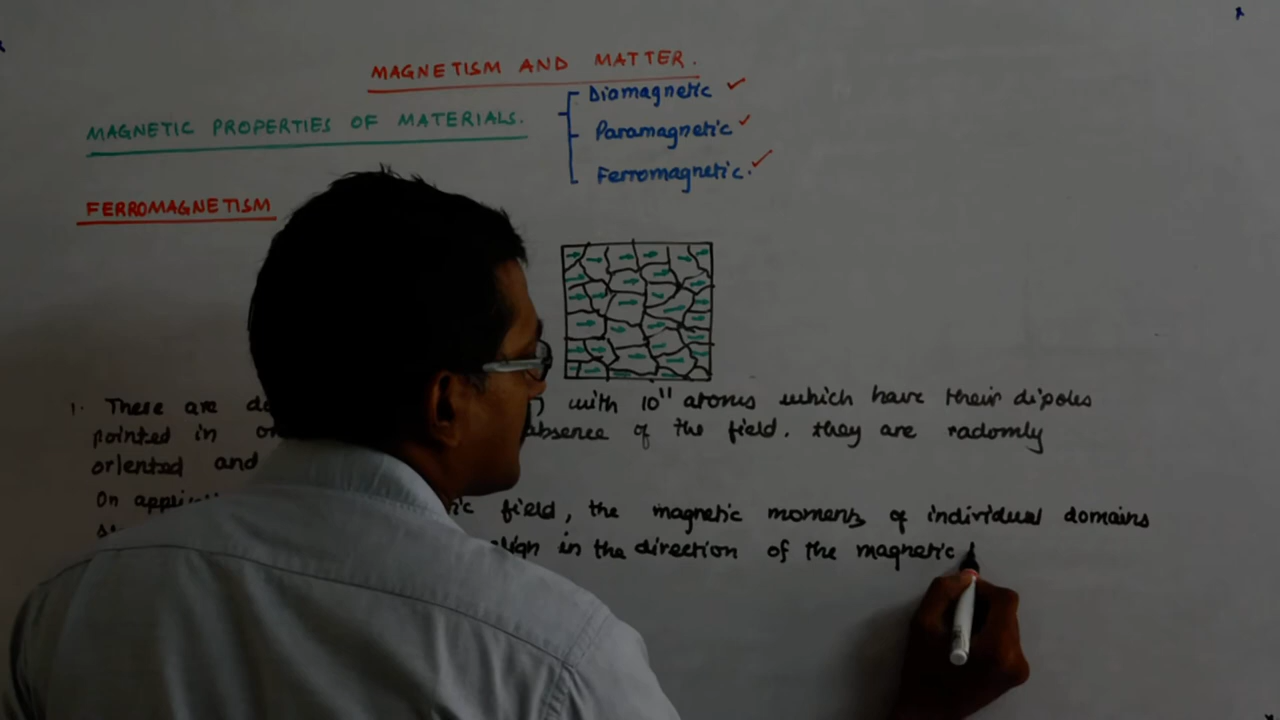 MAGNETISM AND MATTER.
Diamagnetic
MAGNETIC PROPERTIES OF MATERIALS.
Paramagnetic
Ferromagnetic.
FERROMAGNETISM
1. There are with 10¹¹ atoms which have their dipoles
pointed in absence of the field. they are radomly
oriented and
On field, the magnetic moments of individual domains
in the direction of the magnetic